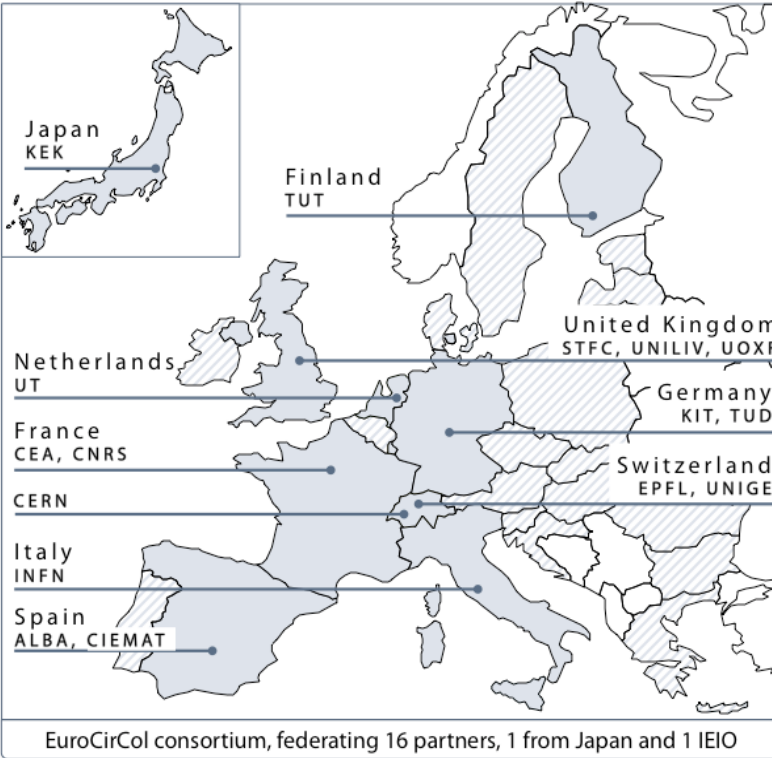 Japan
KEK
Finland
TUT
United Kingdom
STFC, UNILIV, UOXF
Netherlands
UT
Germany
KIT, TUD
France
CEA, CNRS
Switzerland
EPFL, UNIGE
CERN
Italy
INFN
Spain
ALBA, CIEMAT
EuroCirCol consortium, federating 16 partners, 1 from Japan and 1 IEIO